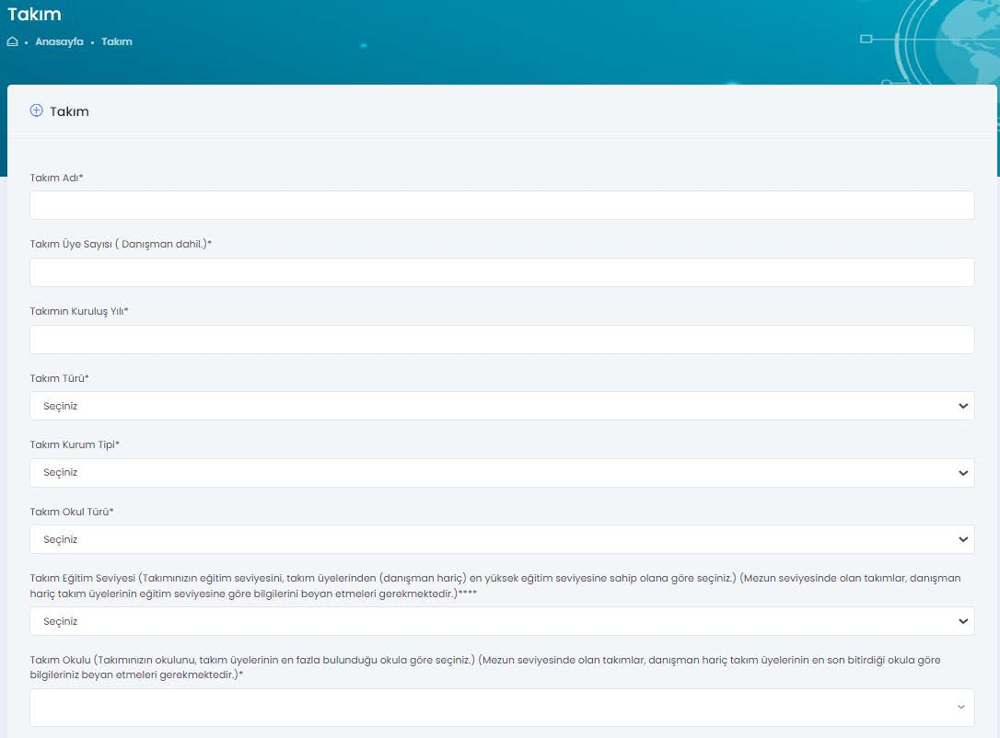 Takım
Anasayfa • Takım
Takım
Takım Adı*
Takım Üye Sayısı ( Danışman dahil.)*
Takımın Kuruluş Yılı*
Takım Türü*
Seçiniz
Takım Kurum Tipi*
Seçiniz
Takım Okul Türü*
Seçiniz
Takım Eğitim Seviyesi (Takımınızın eğitim seviyesini, takım üyelerinden (danışman hariç) en yüksek eğitim seviyesine sahip olana göre seçiniz.) (Mezun seviyesinde olan takımlar, danışman
hariç takım üyelerinin eğitim seviyesine göre bilgilerini beyan etmeleri gerekmektedir.)****
Seçiniz
Takım Okulu (Takımınızın okulunu, takım üyelerinin en fazla bulunduğu okula göre seçiniz.) (Mezun seviyesinde olan takımlar, danışman hariç takım üyelerinin en son bitirdiği okula göre
bilgileriniz beyan etmeleri gerekmektedir.)*